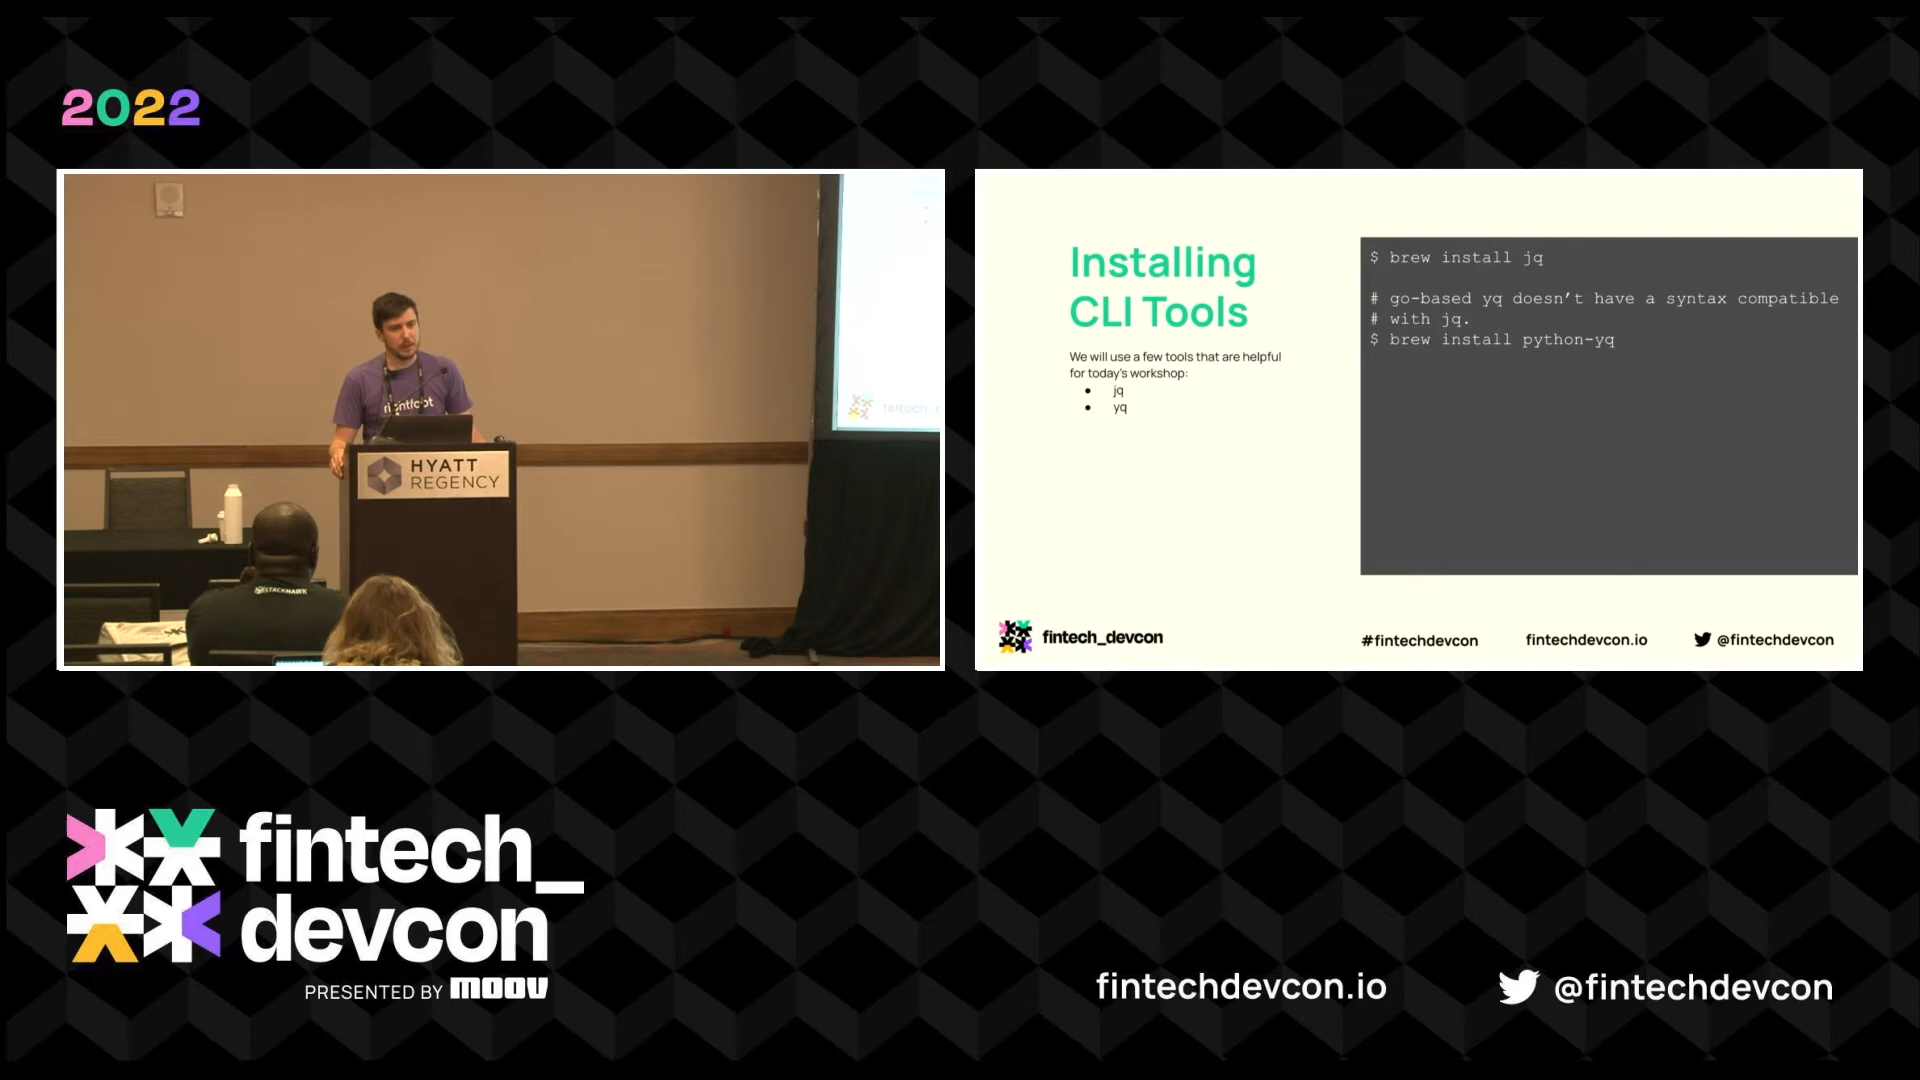 2022
rightfoot
HYATT
REGENCY
STACKHAWK
Installing
CLI Tools
We will use a few tools that are helpful
for today's workshop:
jq
yq
$ brew install jq
# go-based yq doesn't have a syntax compatible
# with jq.
$ brew install python-yq
fintech_devcon
#fintechdevcon
fintechdevcon.io
@fintechdevcon
fintech_
devcon
PRESENTED BY moov
fintechdevcon.io
@fintechdevcon